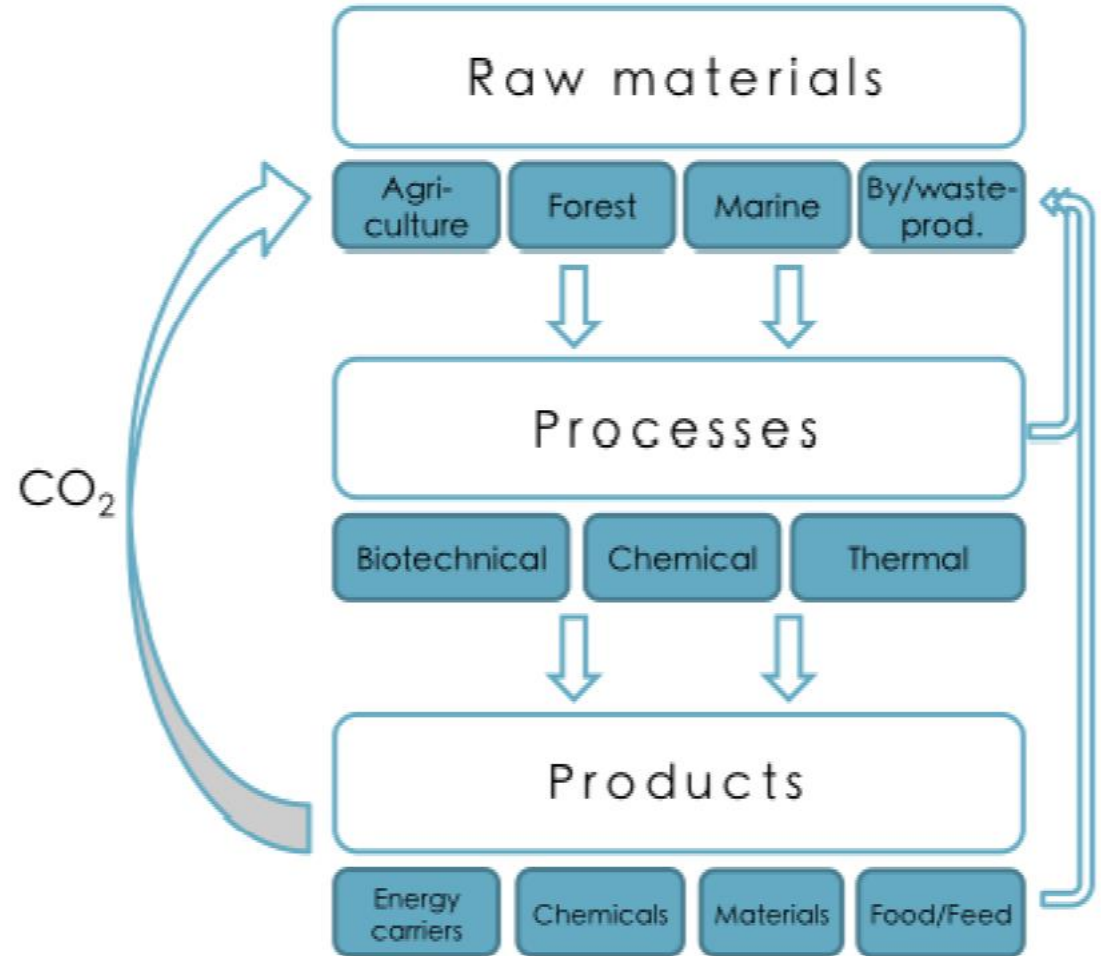 Raw materials
Agri-
culture
Forest
Marine
By/waste-
prod.
Processes
CO₂
Biotechnical
Chemical
Thermal
Products
Energy
carriers
Chemicals
Materials
Food/Feed